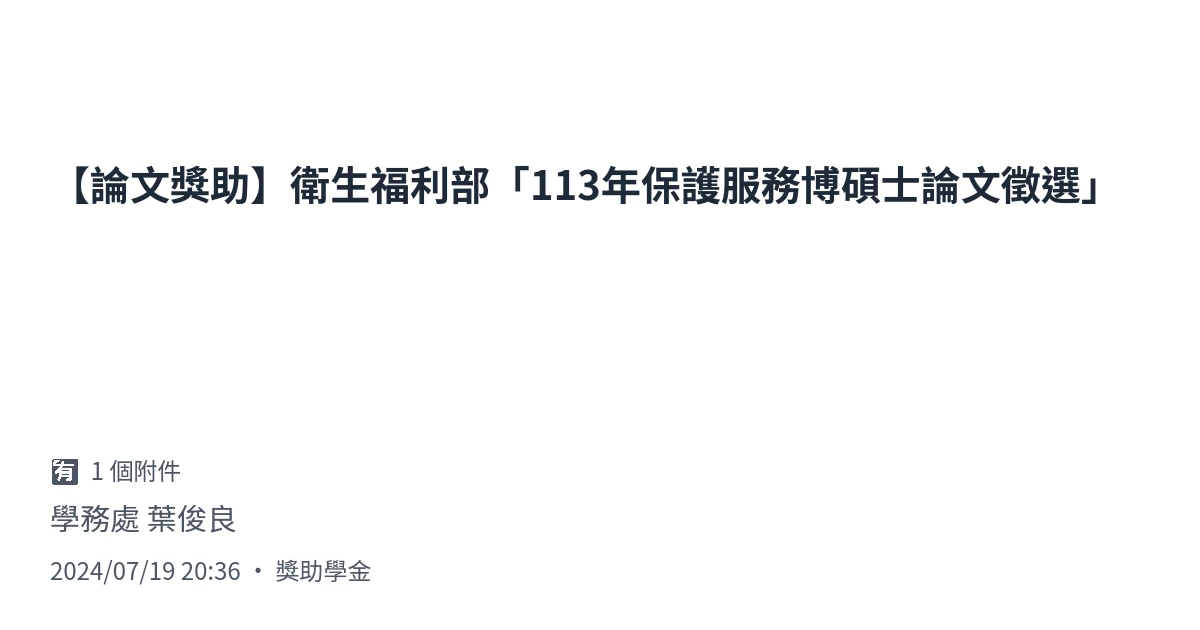 【論文獎助】衛生福利部「113年保護服務博碩士論文徵選」
🈶 1 個附件
學務處 葉俊良
2024/07/19 20:36 • 獎助學金